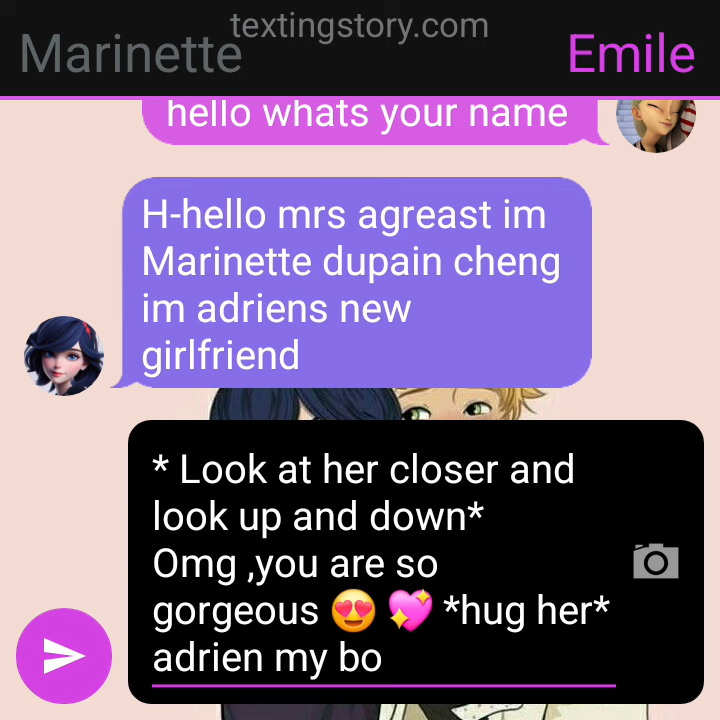 textingstory.com
Marinette
Emile
hello whats your name
H-hello mrs agreast im
Marinette dupain cheng
im adriens new
girlfriend
* Look at her closer and
look up and down*
Omg ,you are so
gorgeous 😍 💖 *hug her*
adrien my bo